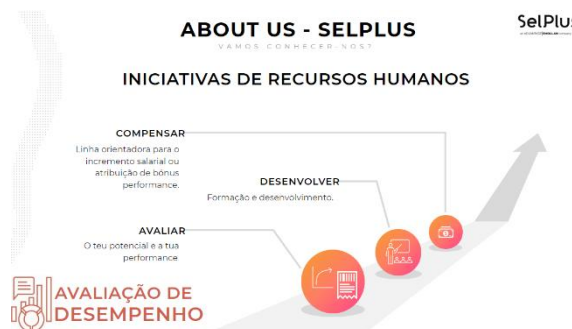 ABOUT US - SELPLUS
VAMOS CONHECER-NOS?
SelPlus
INICIATIVAS DE RECURSOS HUMANOS
COMPENSAR
Linha orientadora para o
incremento salarial ou
atribuição de bónus
performance.
DESENVOLVER
Formação e desenvolvimento.
AVALIAR
O teu potencial e a tua
performance
AVALIAÇÃO DE
DESEMPENHO